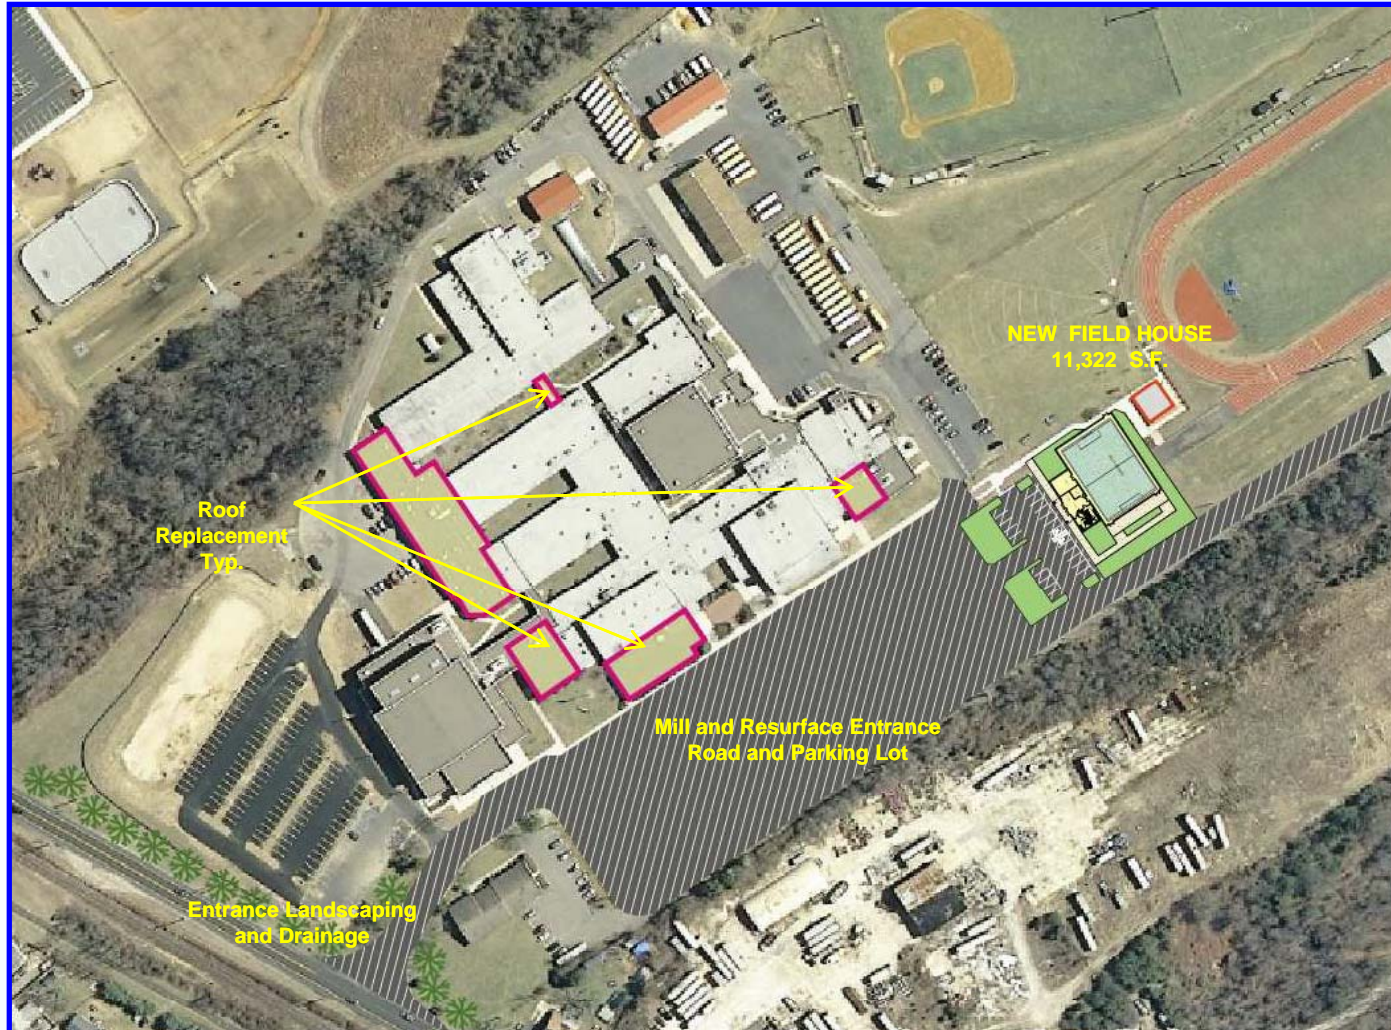 NEW FIELD HOUSE
11,322 S.F.
Roof
Replacement
Typ.
Mill and Resurface Entrance
Road and Parking Lot
Entrance Landscaping
and Drainage